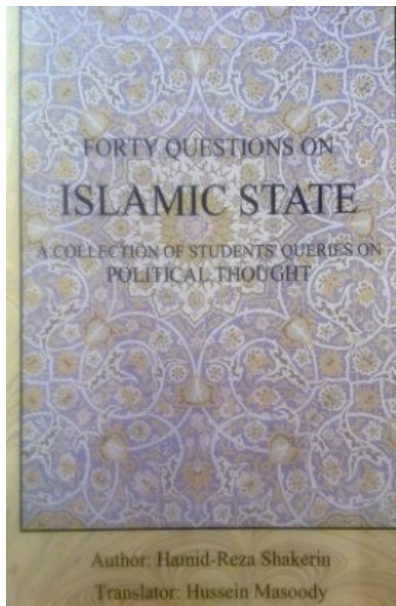 FORTY QUESTIONS ON
ISLAMIC STATE
A COLLECTION OF STUDENTS' QUERIES ON
POLITICAL THOUGHT
Author: Hamid-Reza Shakerin
Translator: Hussein Masoody